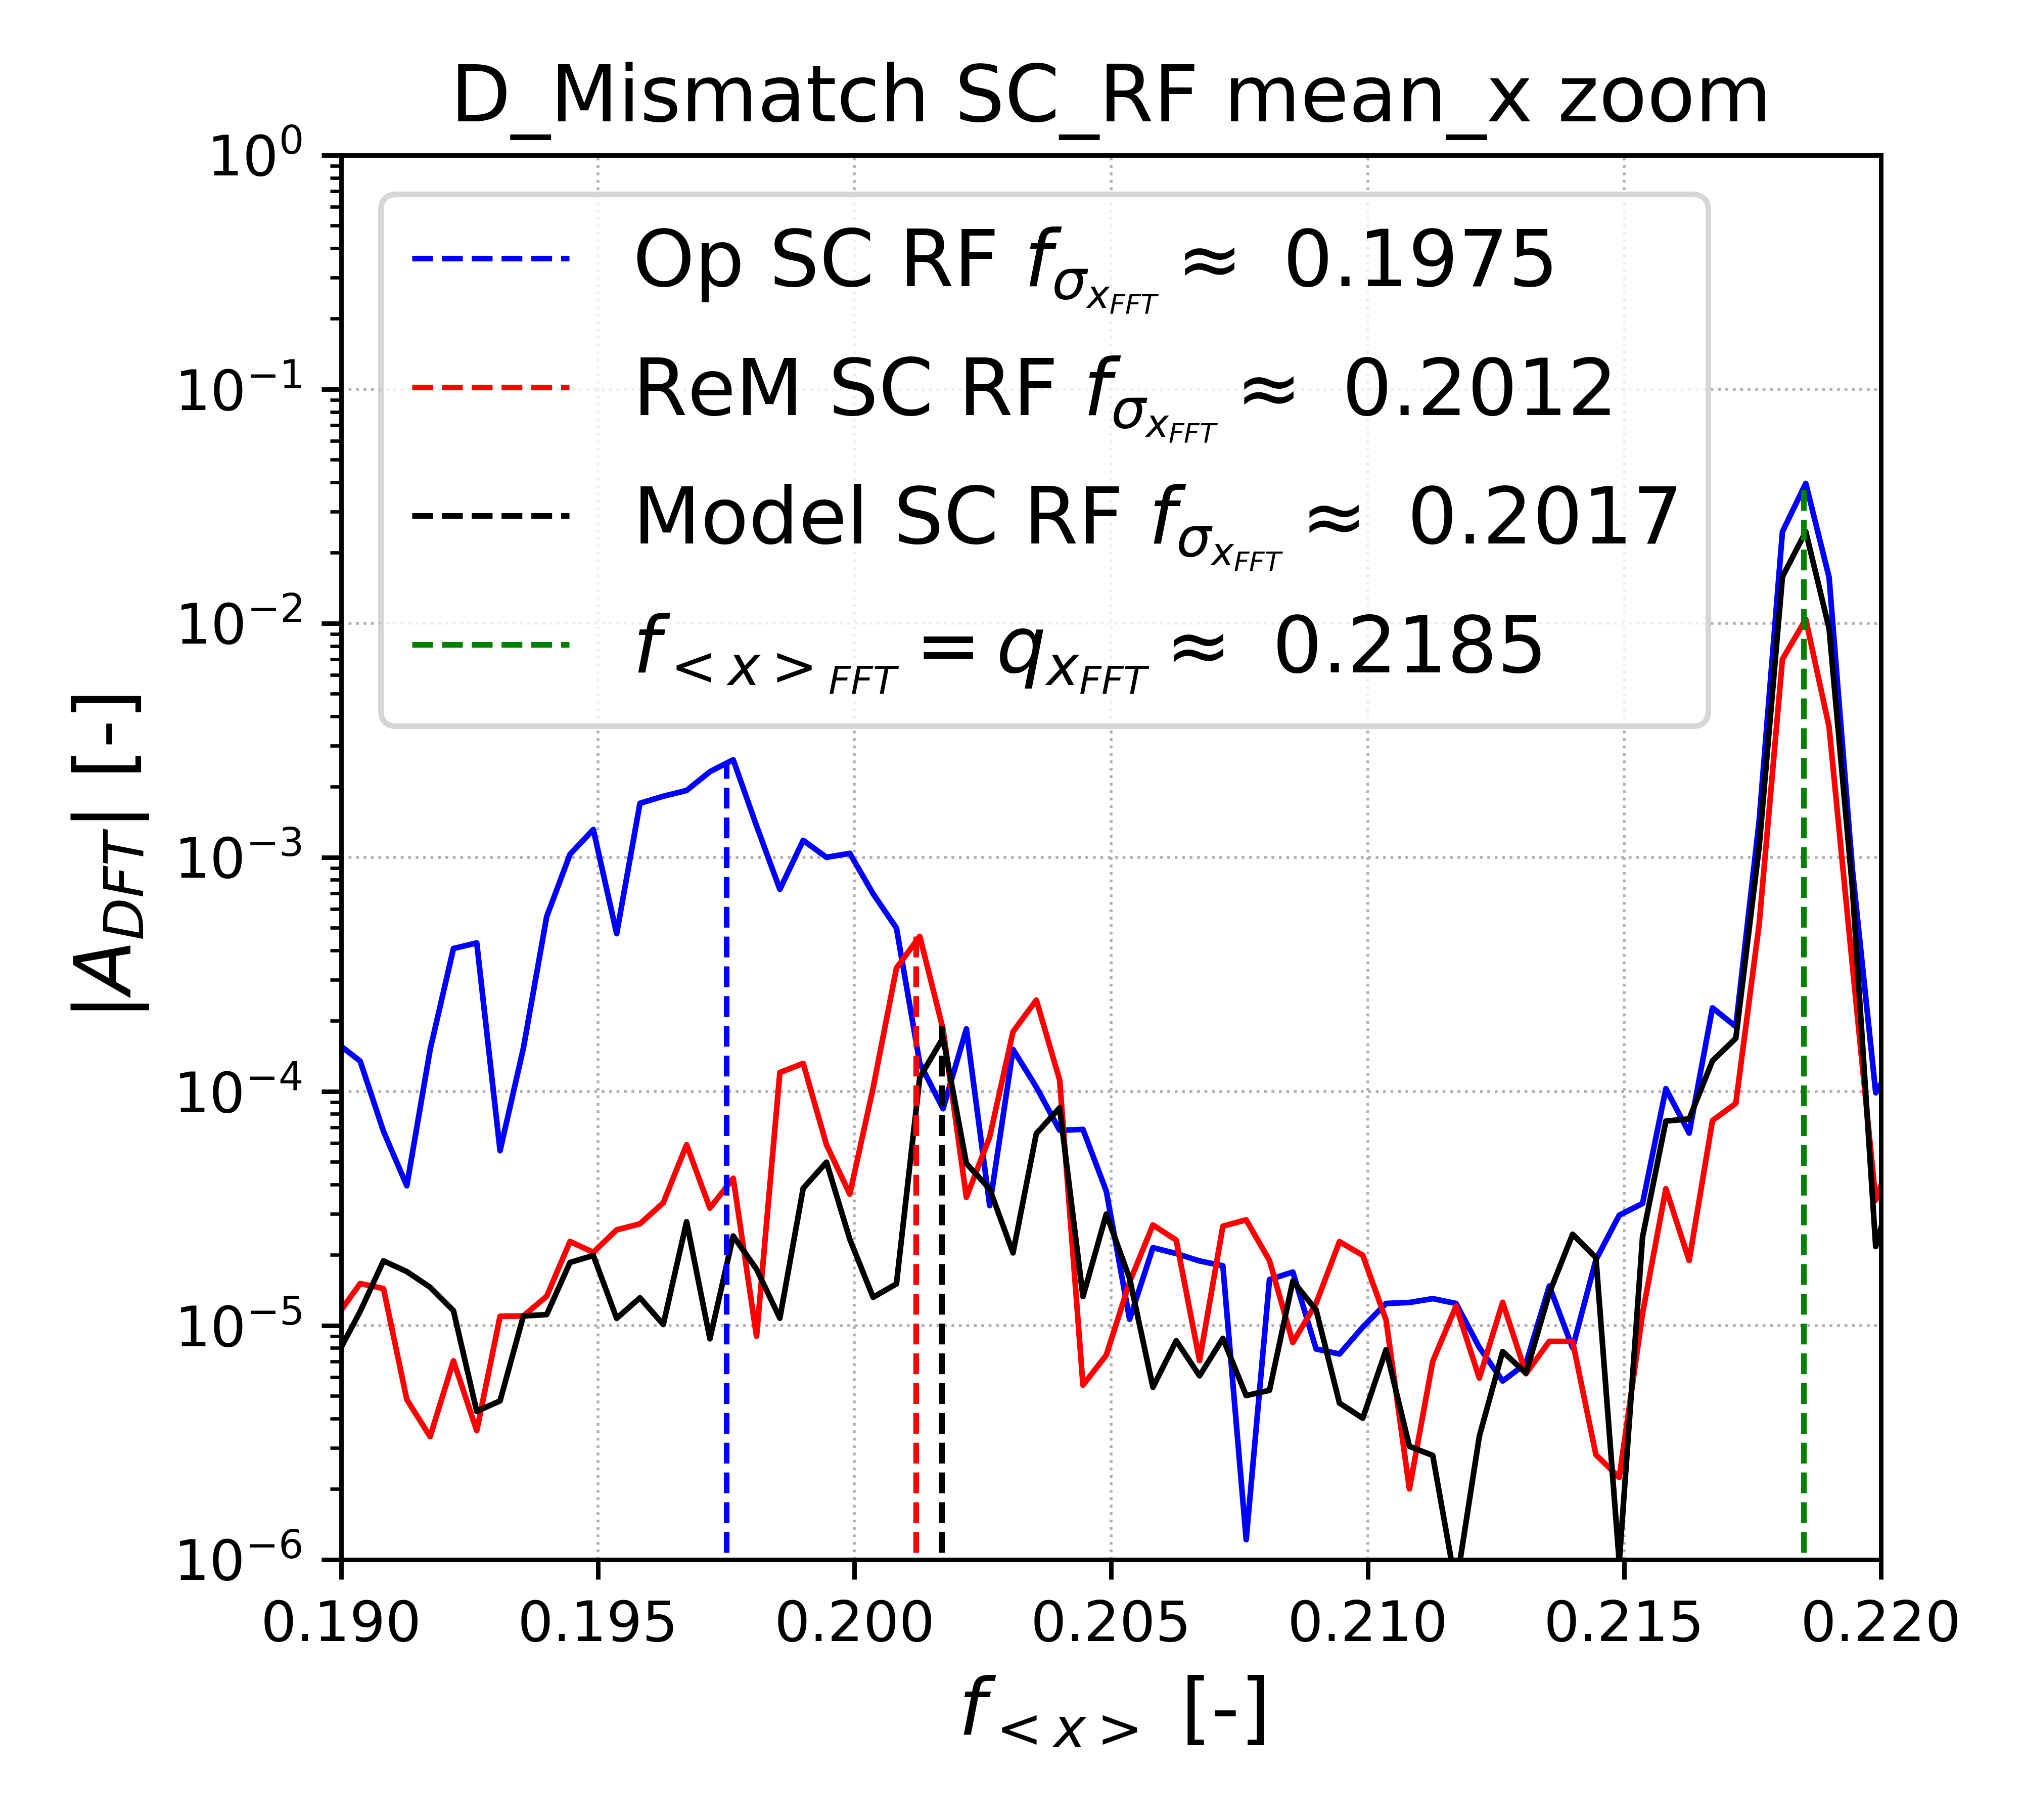 D_Mismatch SC_RF mean_x zoom
10⁰
10⁻¹
10⁻²
10⁻³
10⁻⁴
10⁻⁵
10⁻⁶
|A_{DFT}| [-]
Op SC RF f_{σ_{x_{FFT}}} ≈ 0.1975
ReM SC RF f_{σ_{x_{FFT}}} ≈ 0.2012
Model SC RF f_{σ_{x_{FFT}}} ≈ 0.2017
f_{<x>_{FFT}} = q_{x_{FFT}} ≈ 0.2185
0.190 0.195 0.200 0.205 0.210 0.215 0.220
f_{<x>} [-]